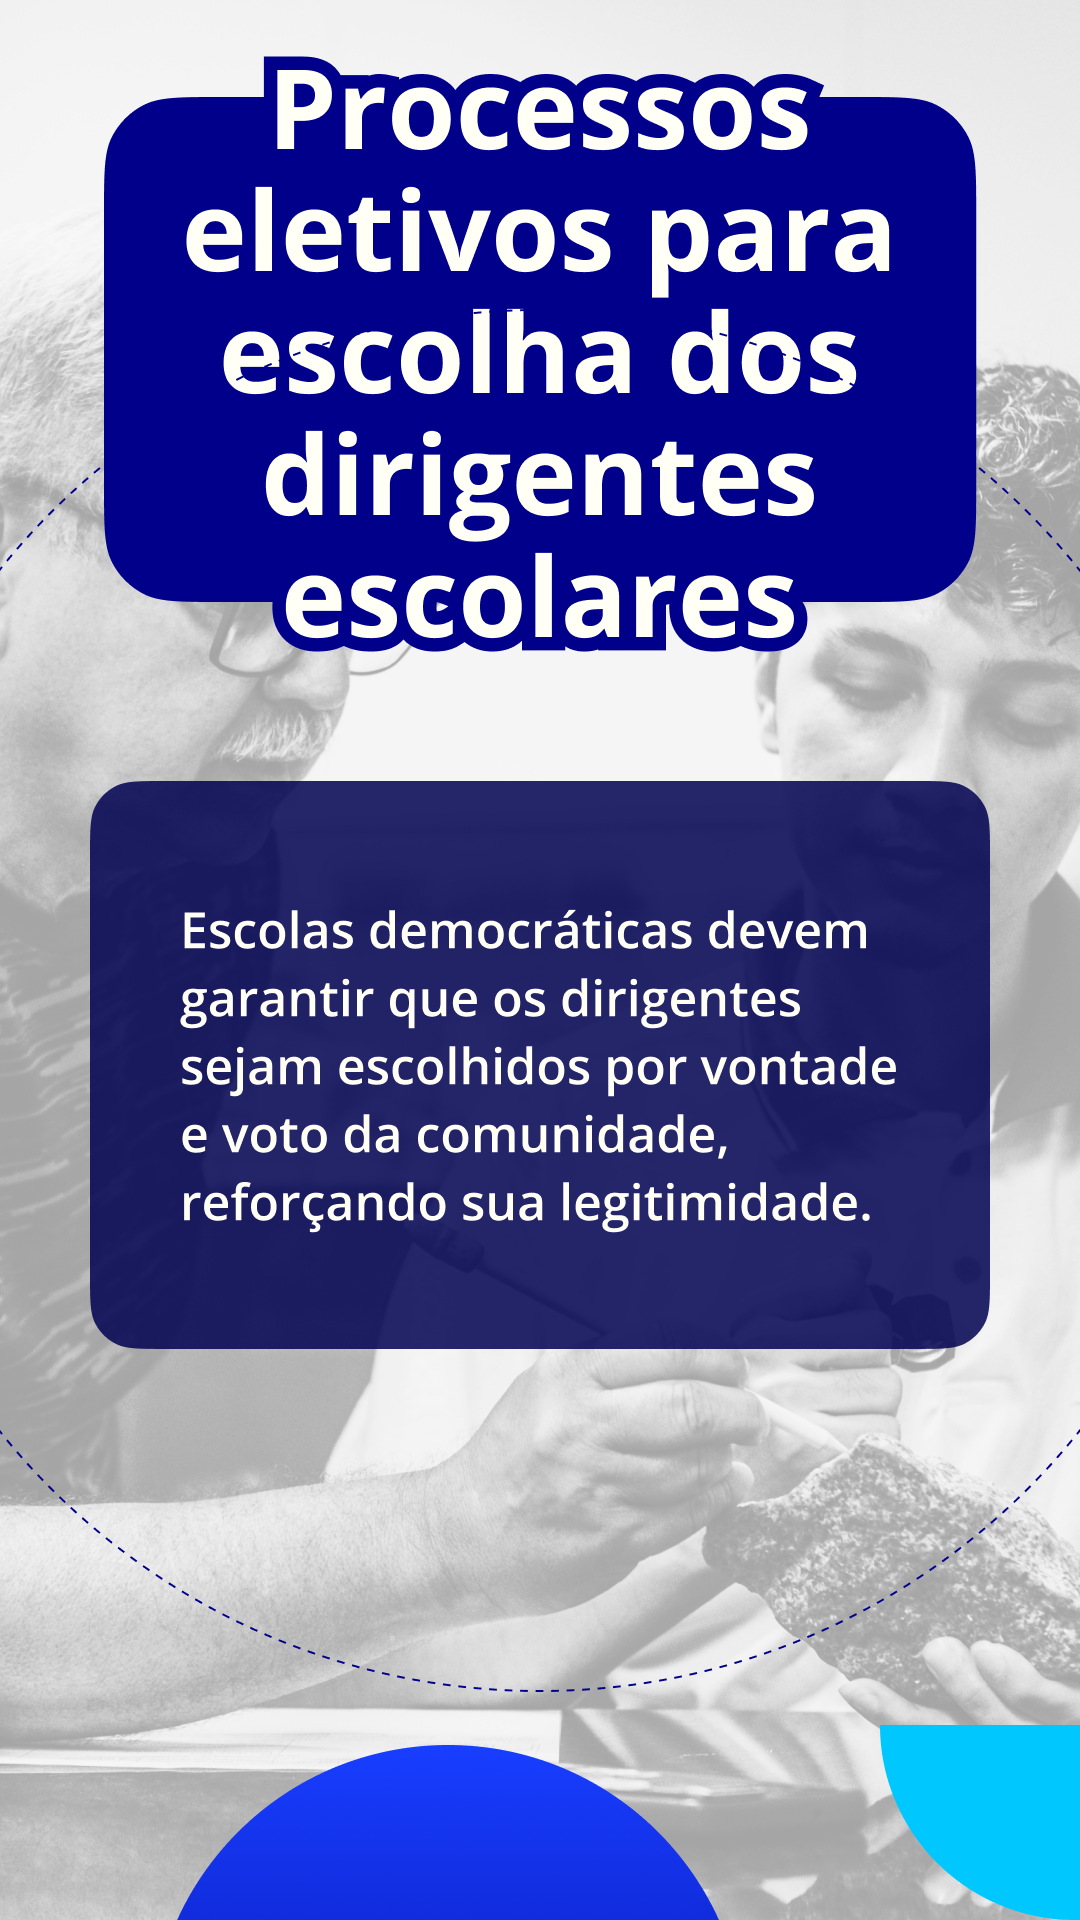 Processos
eletivos para
escolha dos
dirigentes
escolares
Escolas democráticas devem
garantir que os dirigentes
sejam escolhidos por vontade
e voto da comunidade,
reforçando sua legitimidade.